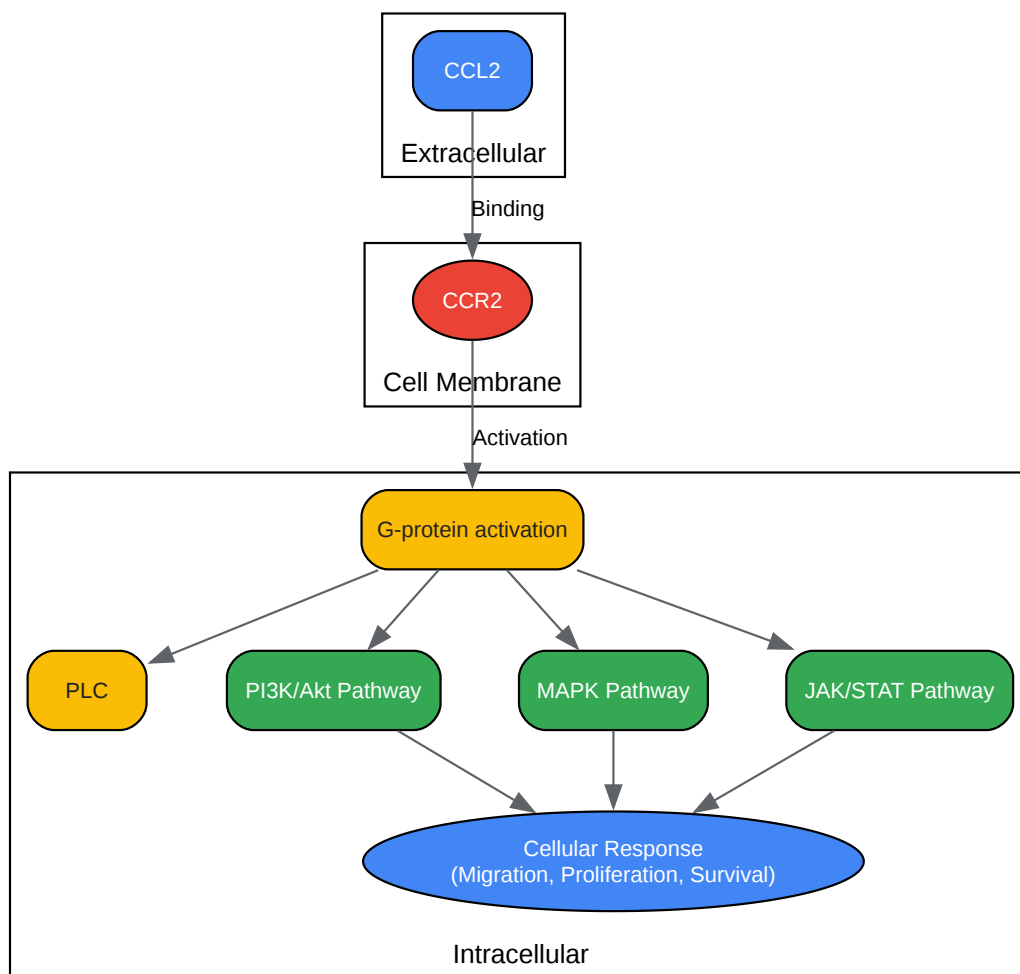 CCL2
Extracellular
Binding
CCR2
Cell Membrane
Activation
G-protein activation
PLC
PI3K/Akt Pathway
MAPK Pathway
JAK/STAT Pathway
Cellular Response
(Migration, Proliferation, Survival)
Intracellular